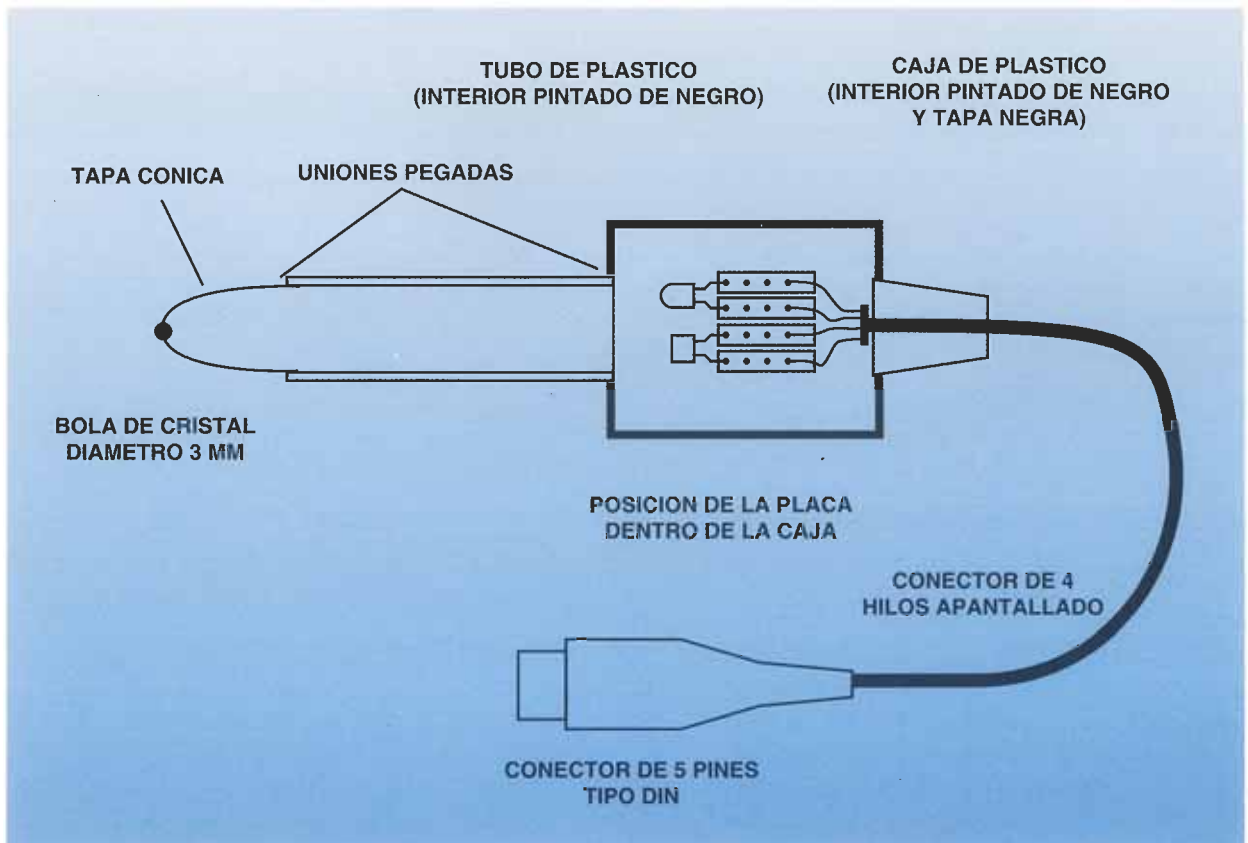 TUBO DE PLASTICO
(INTERIOR PINTADO DE NEGRO)
CAJA DE PLASTICO
(INTERIOR PINTADO DE NEGRO
Y TAPA NEGRA)
TAPA CONICA
UNIONES PEGADAS
BOLA DE CRISTAL
DIAMETRO 3 MM
POSICION DE LA PLACA
DENTRO DE LA CAJA
CONECTOR DE 4
HILOS APANTALLADO
CONECTOR DE 5 PINES
TIPO DIN